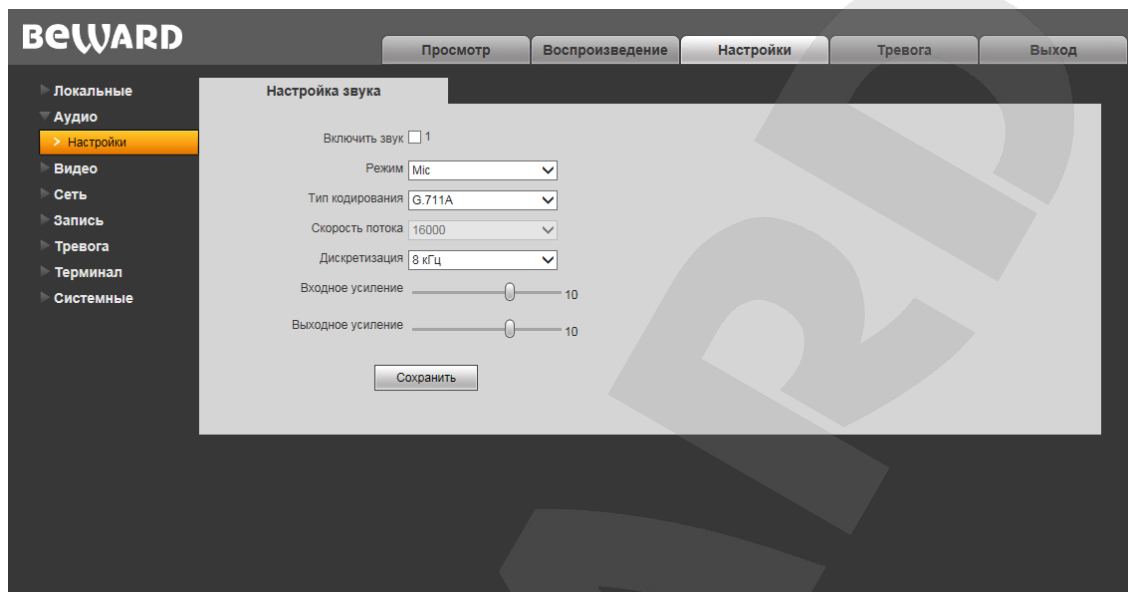 BEWARD
Просмотр Воспроизведение Настройки Тревога Выход
Локальные
Аудио
> Настройки
Видео
Сеть
Запись
Тревога
Терминал
Системные
Настройка звука
Включить звук 1
Режим Mic
Тип кодирования G.711A
Скорость потока 16000
Дискретизация 8 кГц
Входное усиление 10
Выходное усиление 10
Сохранить